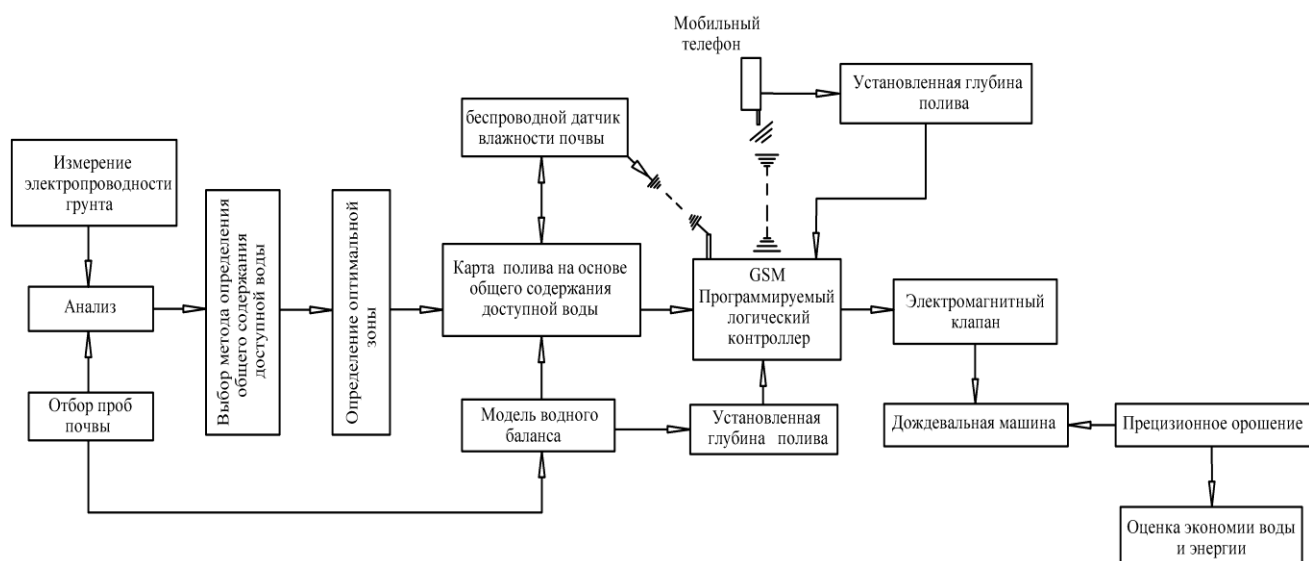 Мобильный
телефон
Установленная глубина
полива
беспроводной датчик
влажности почвы
Измерение
электропроводности
грунта
Анализ
Отбор проб
почвы
Выбор метода определения
общего содержания
доступной воды
Определение оптимальной
зоны
Карта полива на основе
общего содержания
доступной воды
GSM
Программируемый
логический
контроллер
Электромагнитный
клапан
Модель водного
баланса
Установленная
глубина полива
Дождевальная машина
Прецизионное орошение
Оценка экономии воды
и энергии